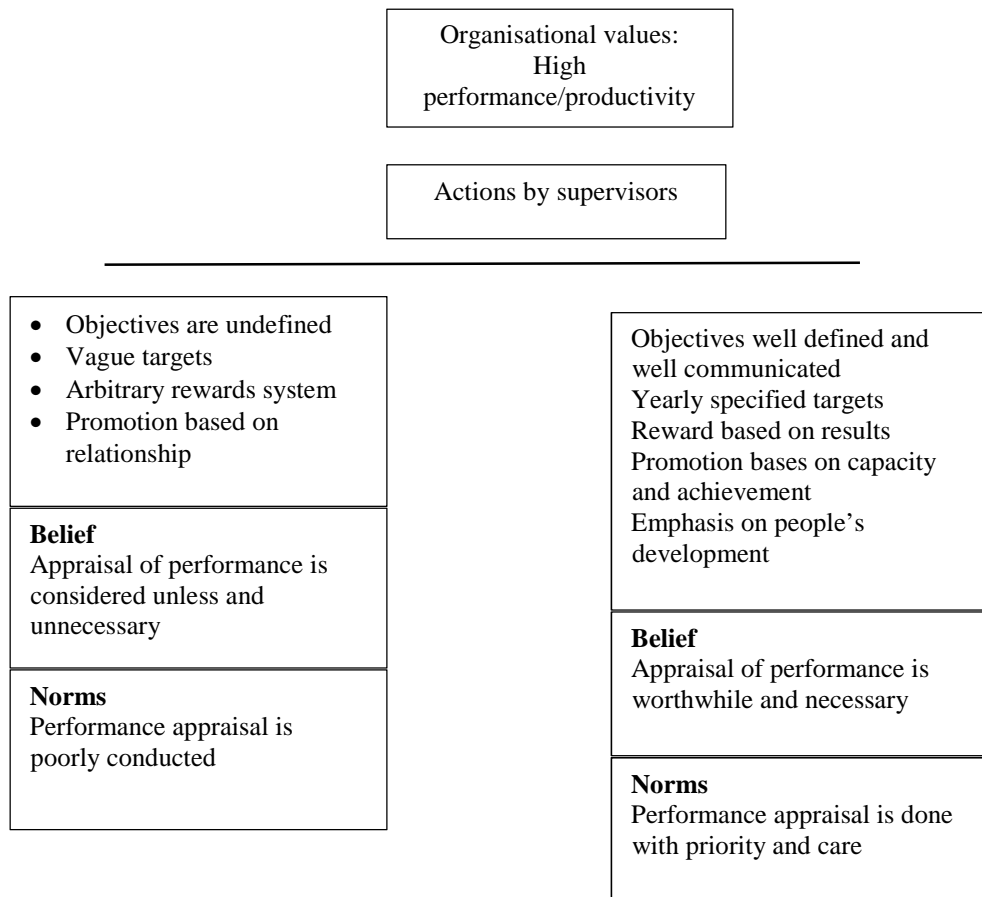 Organisational values:
High
performance/productivity
Actions by supervisors
• Objectives are undefined
• Vague targets
• Arbitrary rewards system
• Promotion based on
relationship
Belief
Appraisal of performance is
considered unless and
unnecessary
Norms
Performance appraisal is
poorly conducted
Objectives well defined and
well communicated
Yearly specified targets
Reward based on results
Promotion bases on capacity
and achievement
Emphasis on people’s
development
Belief
Appraisal of performance is
worthwhile and necessary
Norms
Performance appraisal is done
with priority and care